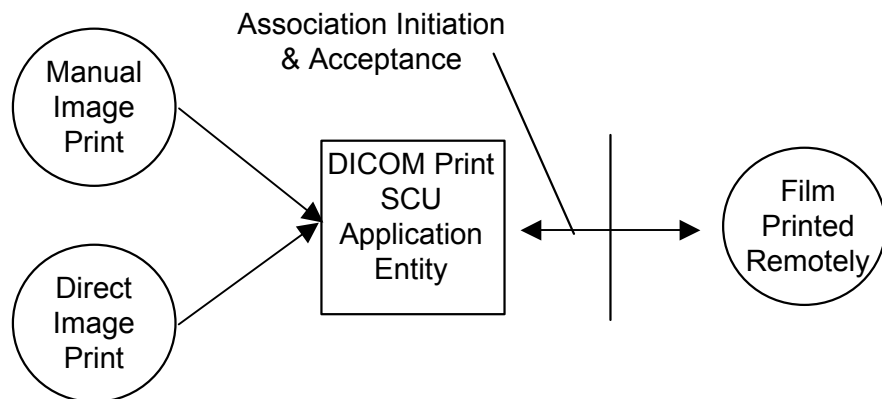 Association Initiation
& Acceptance
Manual
Image
Print
DICOM Print
SCU
Application
Entity
Film
Printed
Remotely
Direct
Image
Print